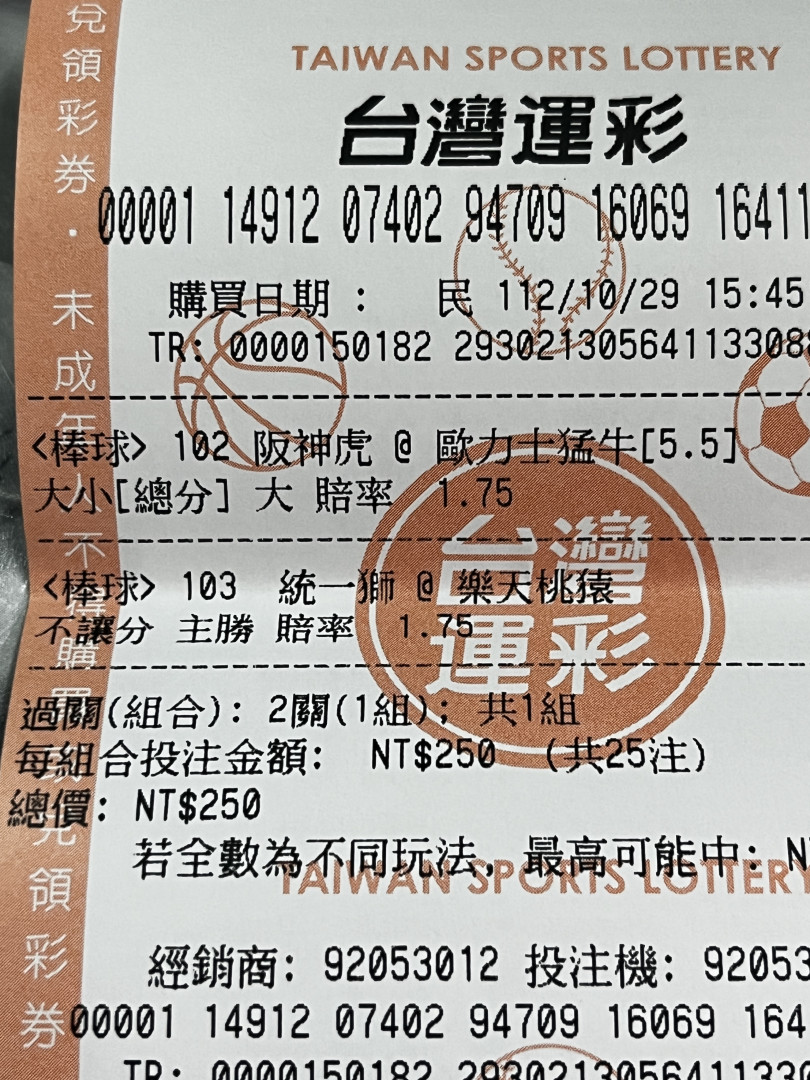 TAIWAN SPORTS LOTTERY
台灣運彩
00001 14912 07402 94709 16069 16411
購買日期 : 民 112/10/29 15:45
TR: 0000150182 29302130564113308
<棒球> 102 阪神虎 @ 歐力士猛牛[5.5]
大小[總分] 大 賠率 1.75
<棒球> 103 統一獅 @ 樂天桃猿
不讓分 主勝 賠率 1.75
台灣運彩
過關(組合): 2關(1組); 共1組
每組合投注金額: NT$250 (共25注)
總價: NT$250
若全數為不同玩法, 最高可能中: N
TAIWAN SPORTS LOTTERY
經銷商: 92053012 投注機: 92053
00001 14912 07402 94709 16069 164
TR: 0000150182 2930213056411330
兌領彩券·未成年人不得購買或兌領彩券